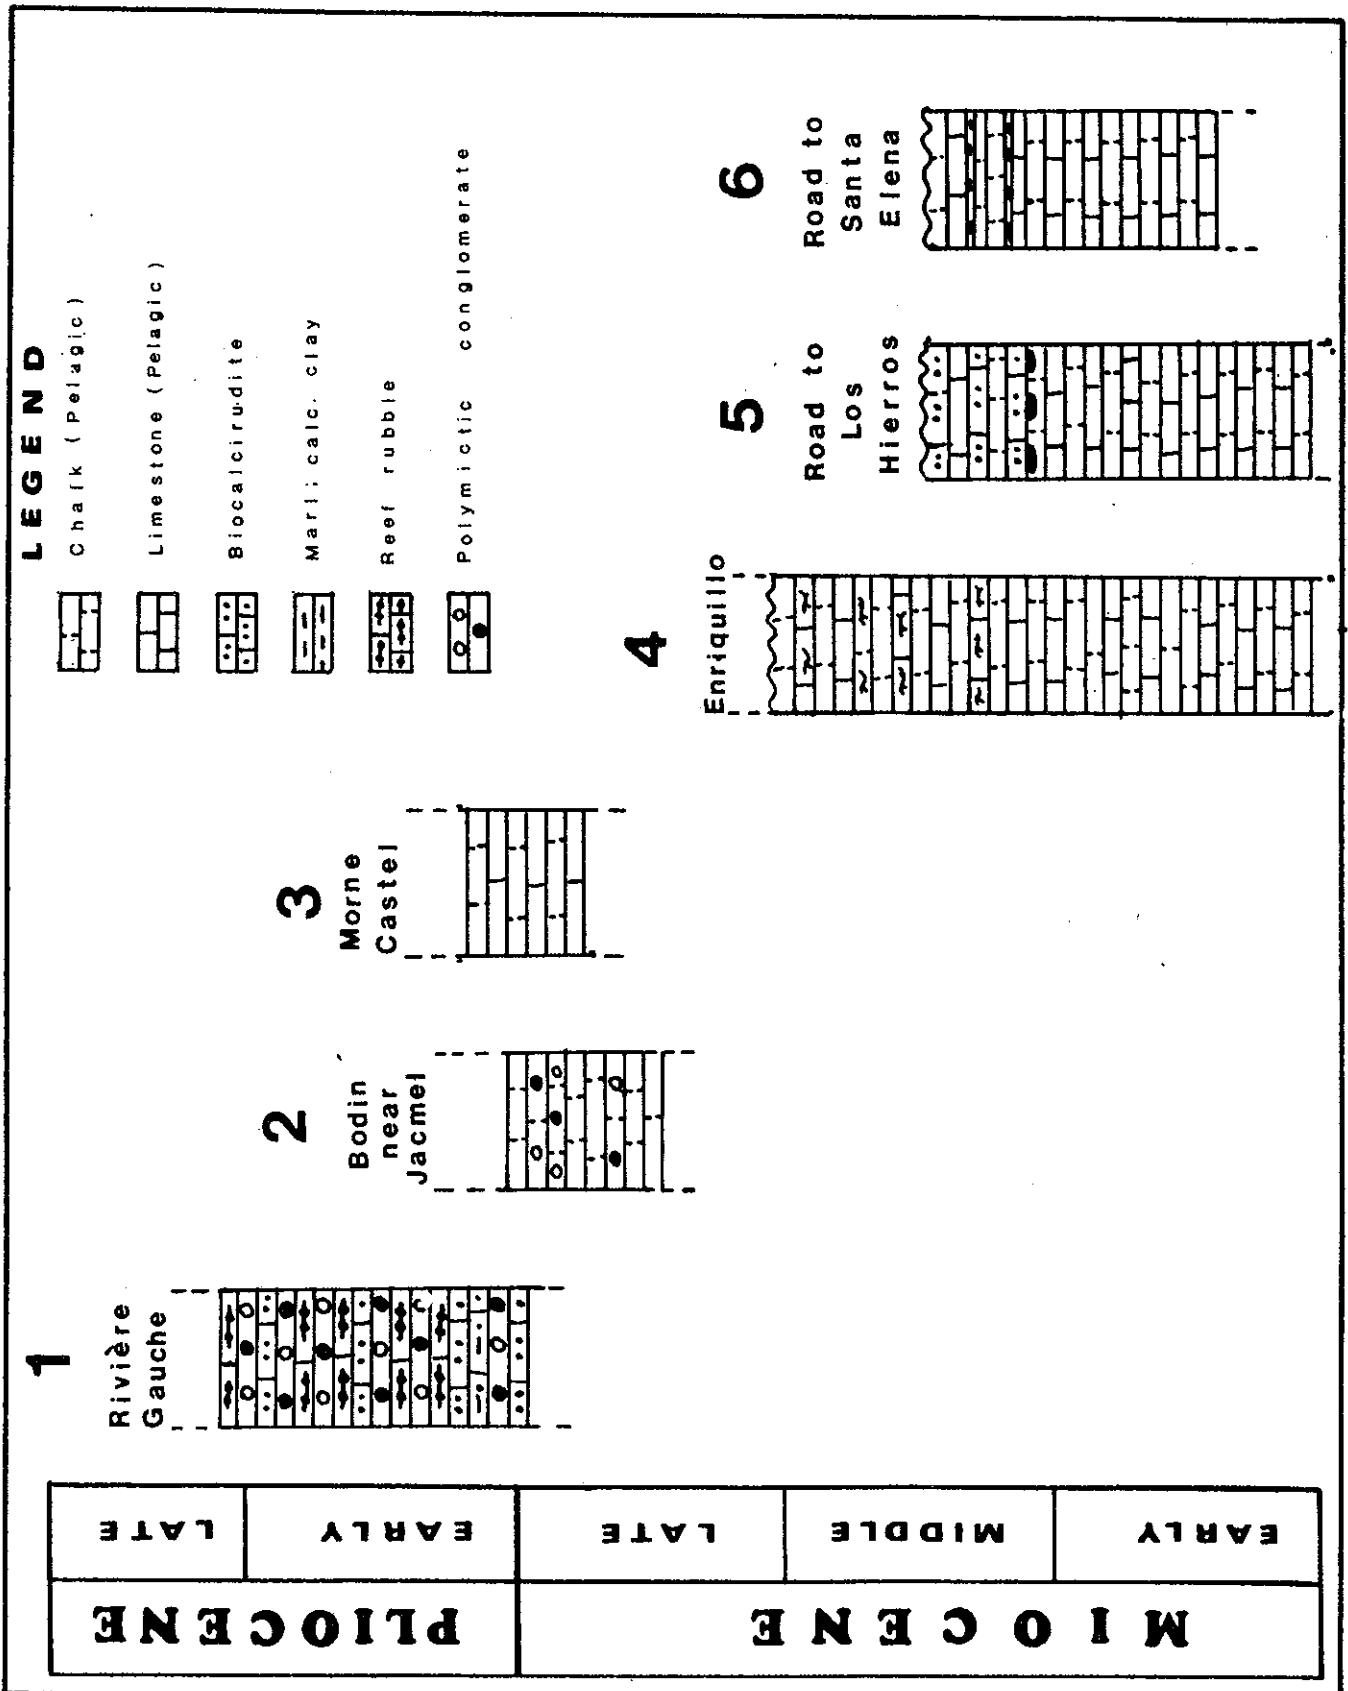 LEGEND
Chalk (Pelagic)
Limestone (Pelagic)
Biocalcirudite
Marl; calc. clay
Reef rubble
Polymictic conglomerate
1
Rivière
Gauche
2
Bodin
near
Jacmel
3
Morne
Castel
4
Enriquillo
5
Road to
Los
Hierros
6
Road to
Santa
Elena
PLIOCENE
LATE
EARLY
MIOCENE
LATE
MIDDLE
EARLY